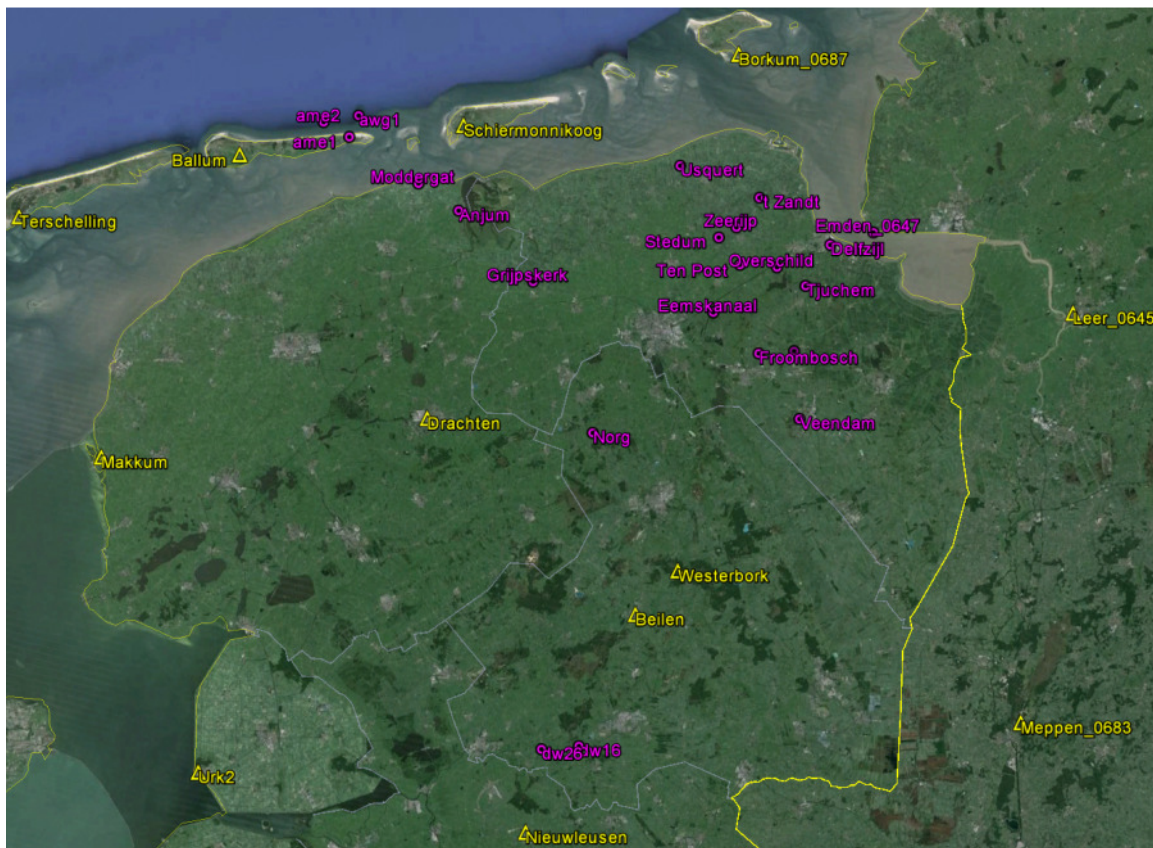 Borkum_0687
ame2
awg1
Schiermonnikoog
ame1
Ballum
Usquert
Moddergat
t Zandt
Terschelling
Anjum
Zeerijp
Emden_0647
Stedum
Delfzijl
Ten Post
Overschild
Grijpskerk
Tjuchem
Eemskanaal
Leer_0645
Froombosch
Drachten
Veendam
Norg
Makkum
Westerbork
Beilen
Meppen_0683
dw26
dw16
Urk2
Nieuwleusen